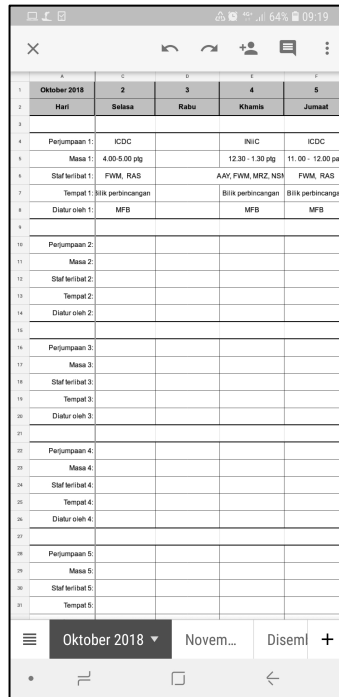 64% 09:19
A C D E F
1 Oktober 2018 2 3 4 5
2 Hari Selasa Rabu Khamis Jumaat
3
4 Perjumpaan 1: ICDC INiiC ICDC
5 Masa 1: 4.00-5.00 ptg 12.30 - 1.30 ptg 11. 00 - 12.00 pa
6 Staf terlibat 1: FWM, RAS AAY, FWM, MRZ, NSM FWM, RAS
7 Tempat 1: Bilik perbincangan Bilik perbincangan Bilik perbincanga
8 Diatur oleh 1: MFB MFB MFB
9
10 Perjumpaan 2:
11 Masa 2:
12 Staf terlibat 2:
13 Tempat 2:
14 Diatur oleh 2:
15
16 Perjumpaan 3:
17 Masa 3:
18 Staf terlibat 3:
19 Tempat 3:
20 Diatur oleh 3:
21
22 Perjumpaan 4:
23 Masa 4:
24 Staf terlibat 4:
25 Tempat 4:
26 Diatur oleh 4:
27
28 Perjumpaan 5:
29 Masa 5:
30 Staf terlibat 5:
31 Tempat 5:
Oktober 2018 Novem... Diseml